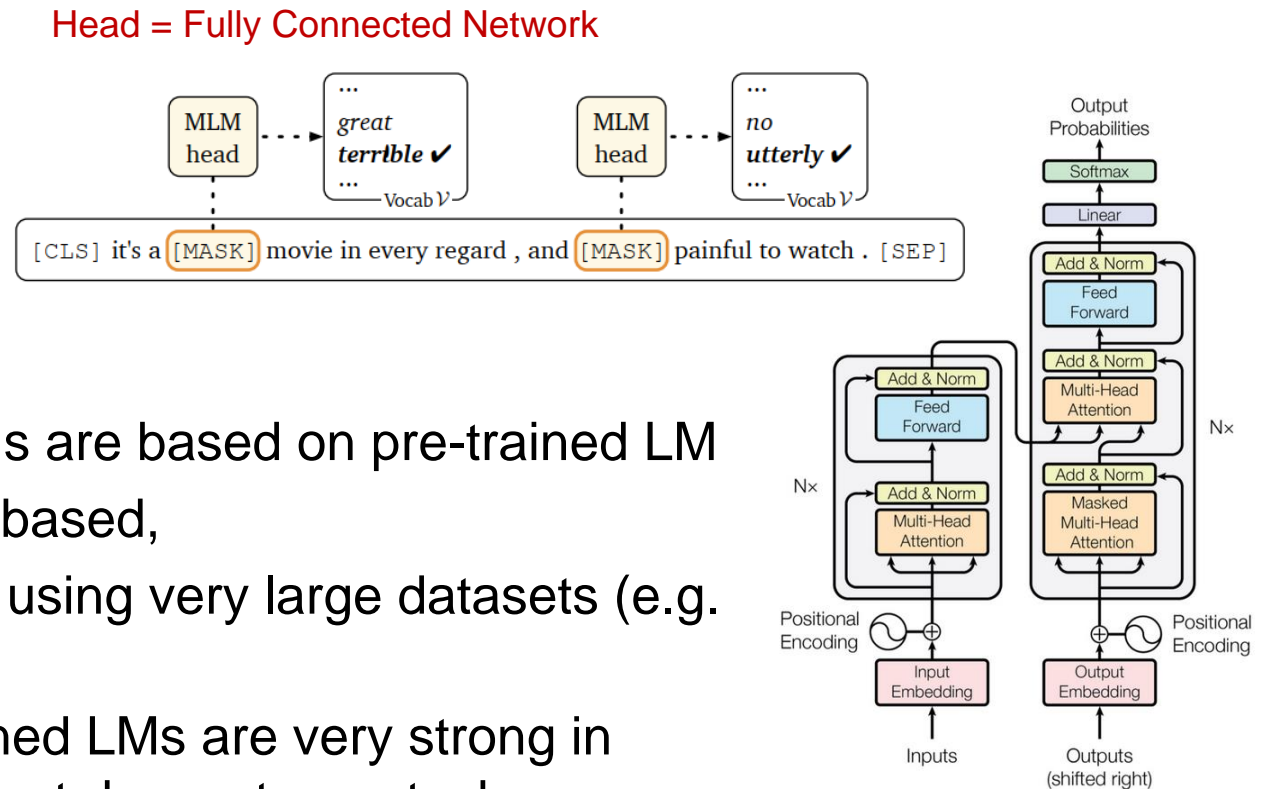 Head = Fully Connected Network
MLM
head
...
great
terrible ✔
...
Vocab 𝒱
MLM
head
...
no
utterly ✔
...
Vocab 𝒱
[CLS] it's a [MASK] movie in every regard , and [MASK] painful to watch . [SEP]
s are based on pre-trained LM
based,
using very large datasets (e.g.
ned LMs are very strong in
Output
Probabilities
Softmax
Linear
Add & Norm
Feed
Forward
Add & Norm
Multi-Head
Attention
Nx
Add & Norm
Masked
Multi-Head
Attention
Add & Norm
Feed
Forward
Nx
Add & Norm
Multi-Head
Attention
Positional
Encoding
Positional
Encoding
Input
Embedding
Output
Embedding
Inputs
Outputs
(shifted right)